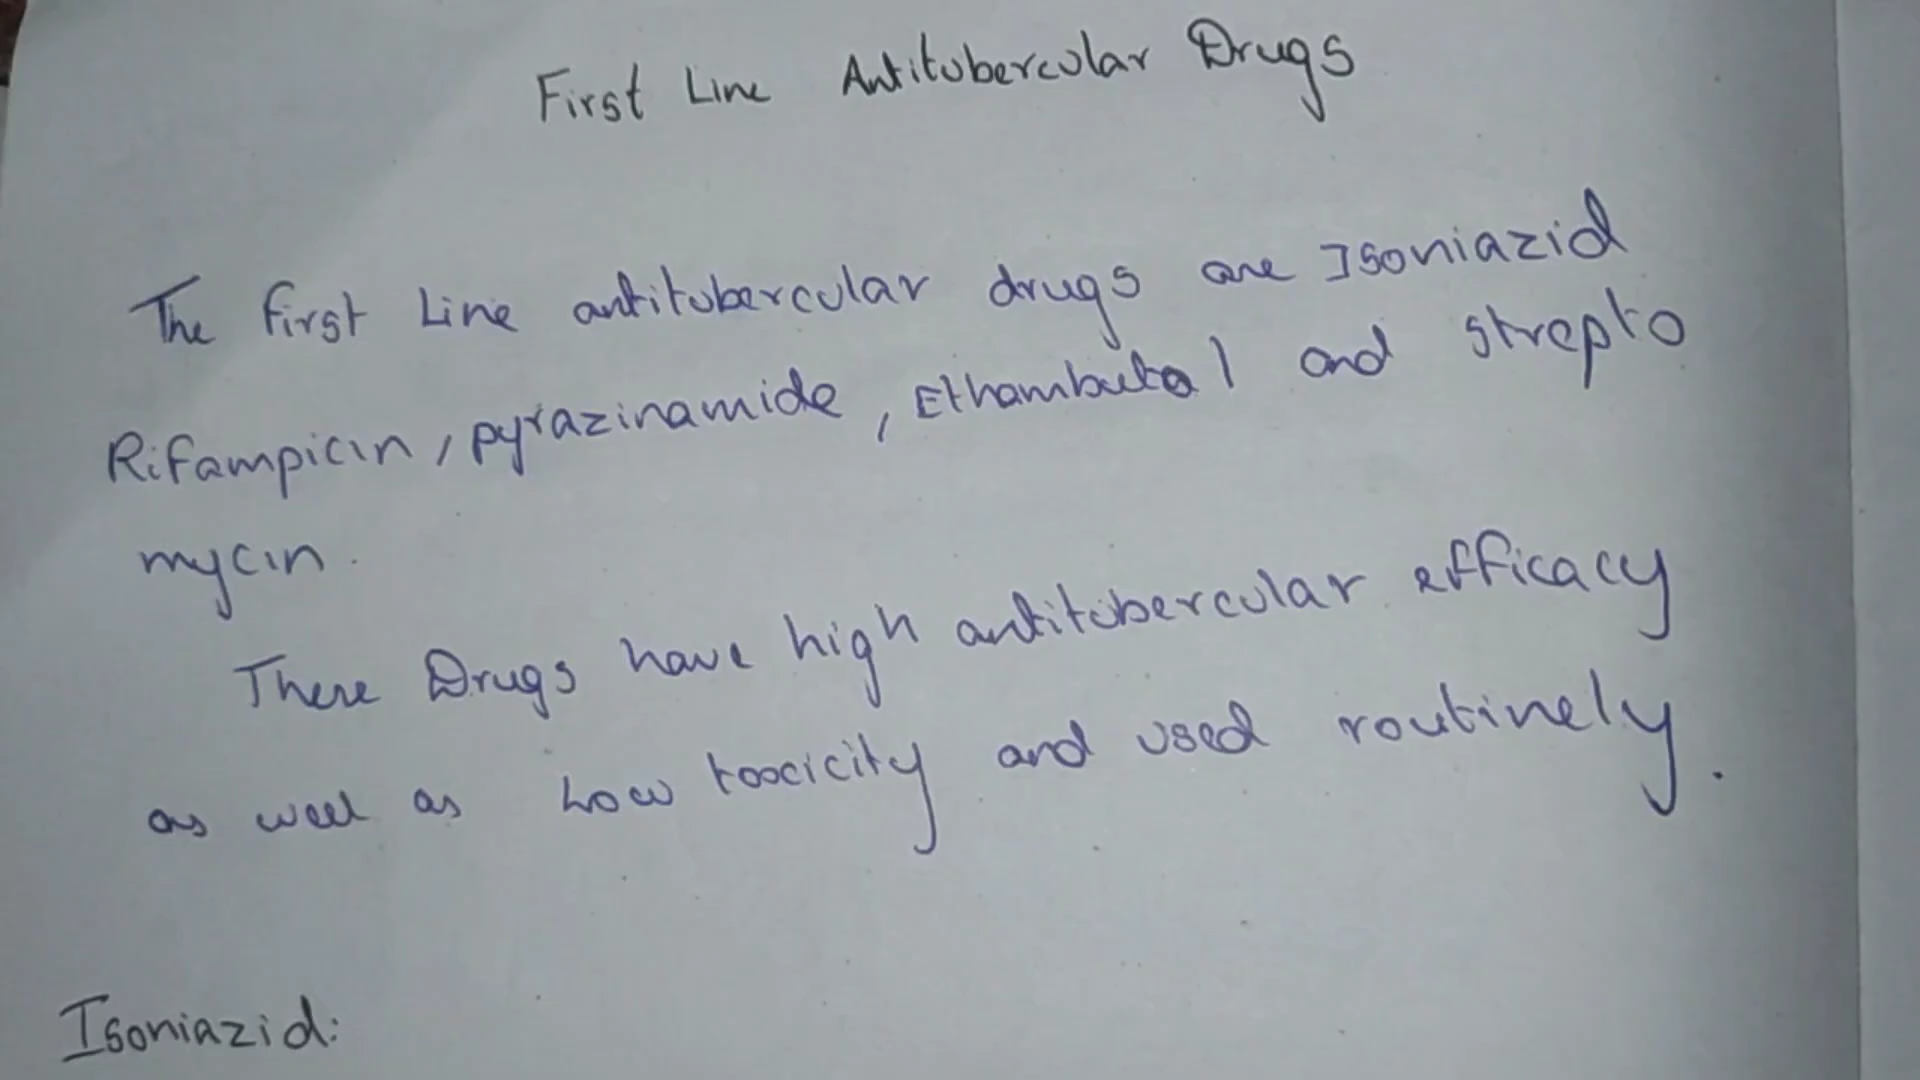 First Line Antitubercular Drugs
The first Line antitubercular drugs are Isoniazid
Rifampicin, pyrazinamide, Ethambutol and strepto
mycin.
These Drugs have high antitubercular efficacy
as well as Low toxicity and used routinely.
Isoniazid: